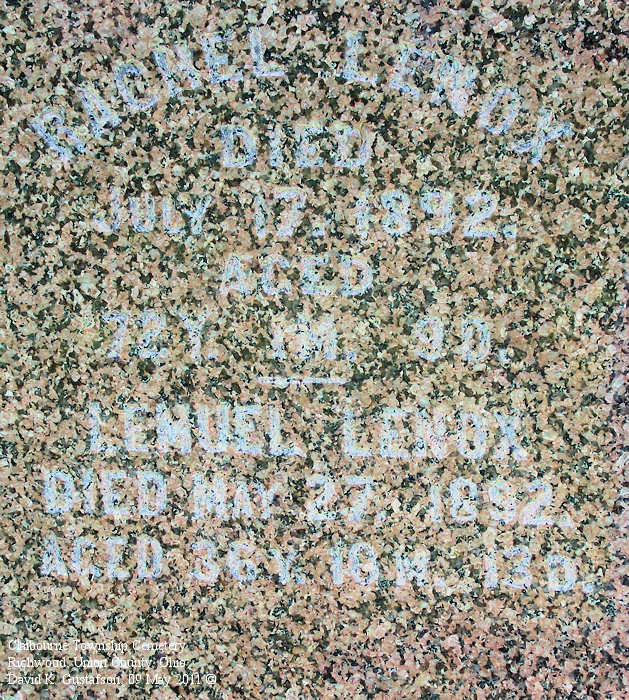 RACHEL LENOX
DIED
JULY 17, 1892.
AGED
72 Y. 1 M. 9 D.
LEMUEL LENOX
DIED MAY 27, 1892.
AGED 36 Y. 10 M. 13 D.
Claibourne Township Cemetery
Richwood, Union County, Ohio
David K. Gustafson, 09 May 2011 ©